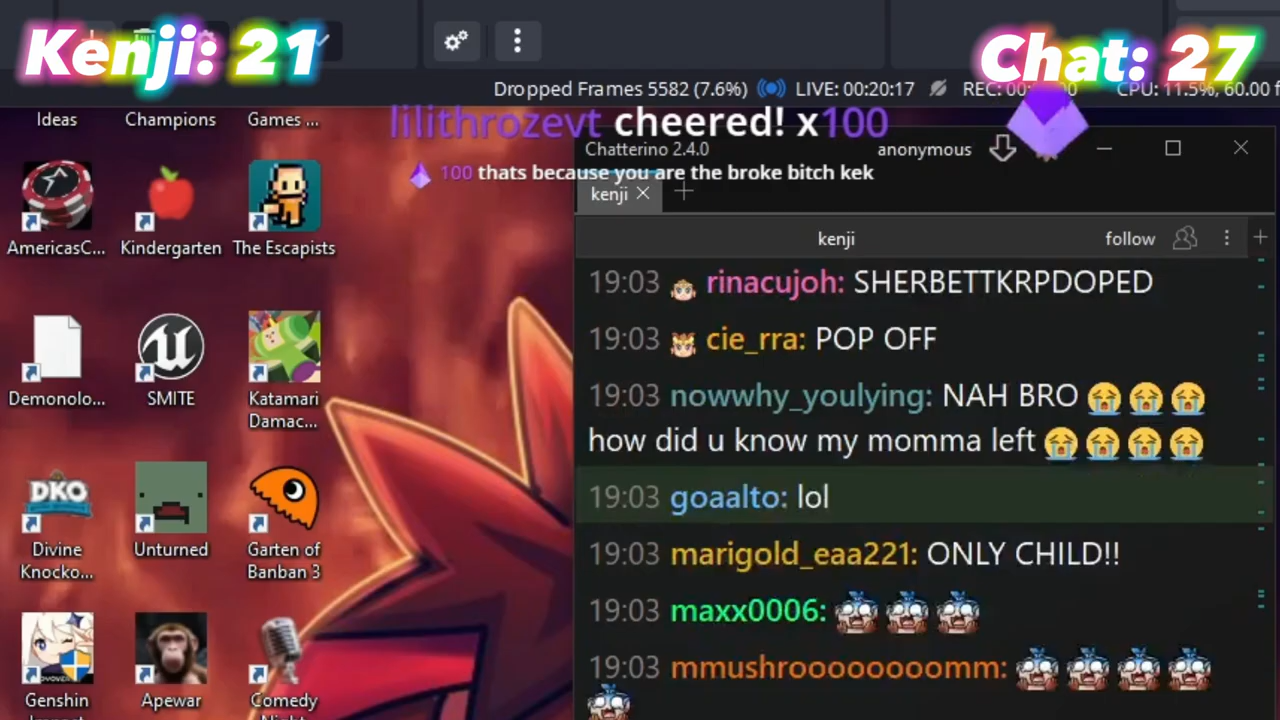 Kenji: 21
Chat: 27
Dropped Frames 5582 (7.6%)
LIVE: 00:20:17
REC:
CPU: 11.5%, 60.00 f
lilithrozevt cheered! x100
100 thats because you are the broke bitch kek
Ideas
Champions
Games ...
AmericasC...
Kindergarten
The Escapists
Demonolo...
SMITE
Katamari
Damac...
DKO
Divine
Knocko...
Unturned
Garten of
Banban 3
Genshin
Apewar
Comedy
Night
Chatterino 2.4.0
anonymous
kenji
kenji
follow
19:03 rinacujoh: SHERBETTKRPDOPED
19:03 cie_rra: POP OFF
19:03 nowwhy_youlying: NAH BRO 😭 😭 😭
how did u know my momma left 😭 😭 😭 😭
19:03 goaalto: lol
19:03 marigold_eaa221: ONLY CHILD!!
19:03 maxx0006:
19:03 mmushroooooooomm: